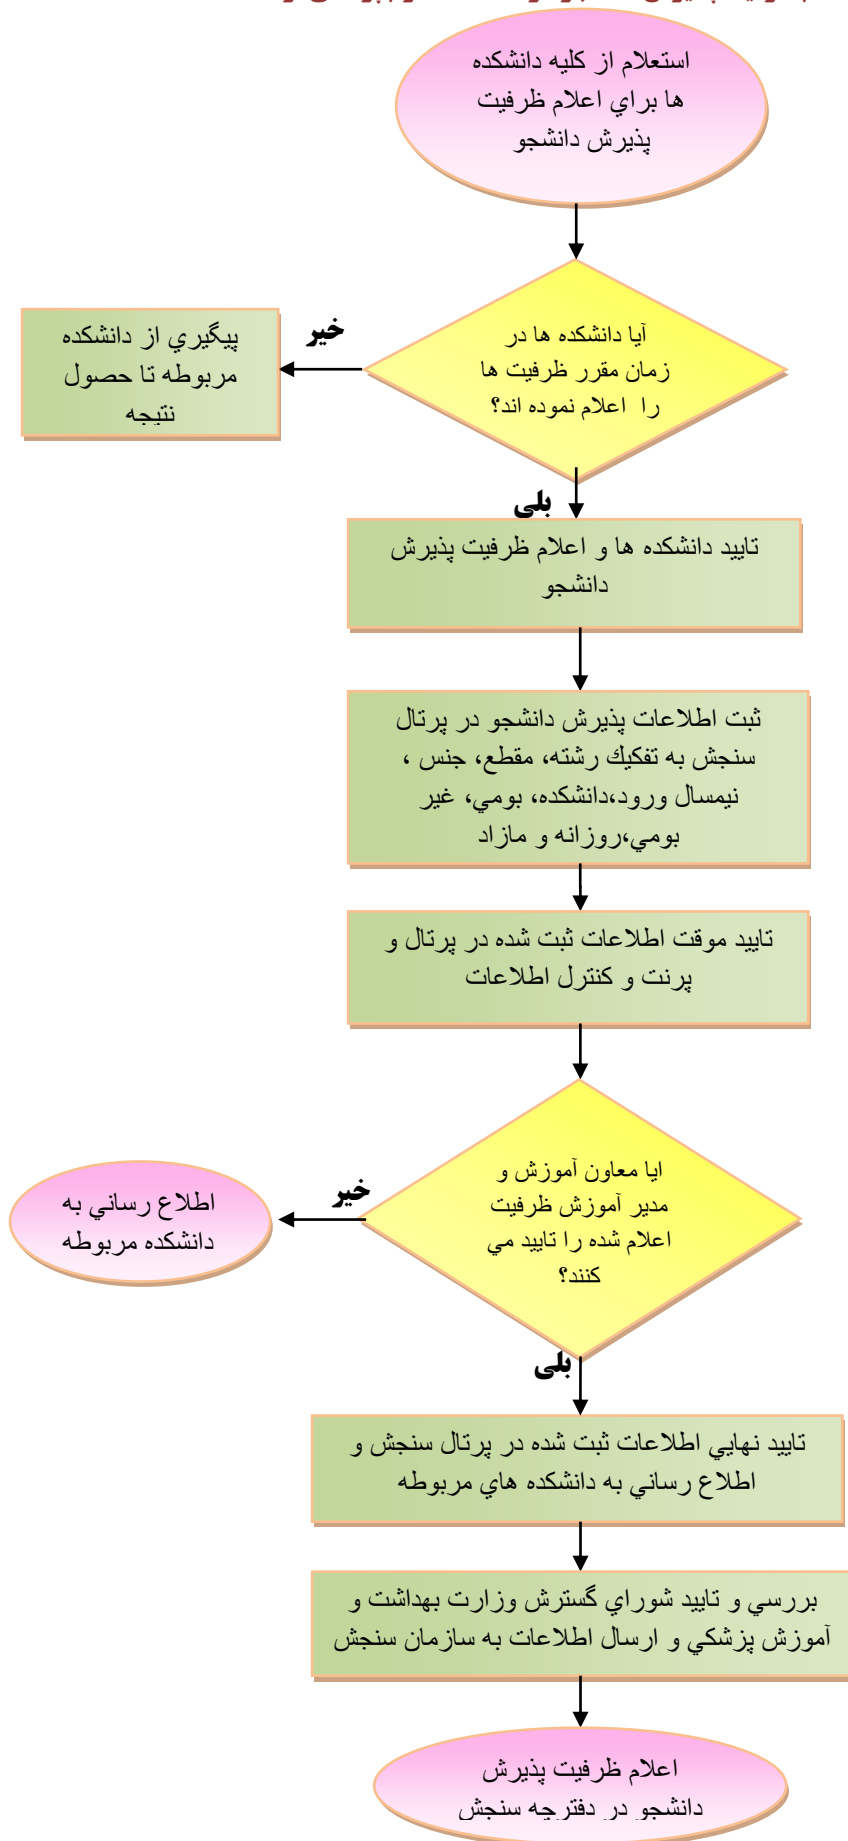 استعلام از كليه دانشكده
ها براي اعلام ظرفيت
پذيرش دانشجو
آيا دانشكده ها در
زمان مقرر ظرفيت ها
را اعلام نموده اند؟
خير
پيگيري از دانشكده
مربوطه تا حصول
نتيجه
بلی
تاييد دانشكده ها و اعلام ظرفيت پذيرش
دانشجو
ثبت اطلاعات پذيرش دانشجو در پرتال
سنجش به تفكيك رشته، مقطع، جنس ،
نيمسال ورود،دانشكده، بومي، غير
بومي،روزانه و مازاد
تاييد موقت اطلاعات ثبت شده در پرتال و
پرنت و كنترل اطلاعات
ايا معاون آموزش و
مدير آموزش ظرفيت
اعلام شده را تاييد مي
كنند؟
خير
اطلاع رساني به
دانشكده مربوطه
بلی
تاييد نهايي اطلاعات ثبت شده در پرتال سنجش و
اطلاع رساني به دانشكده هاي مربوطه
بررسي و تاييد شوراي گسترش وزارت بهداشت و
آموزش پزشكي و ارسال اطلاعات به سازمان سنجش
اعلام ظرفيت پذيرش
دانشجو در دفترچه سنجش